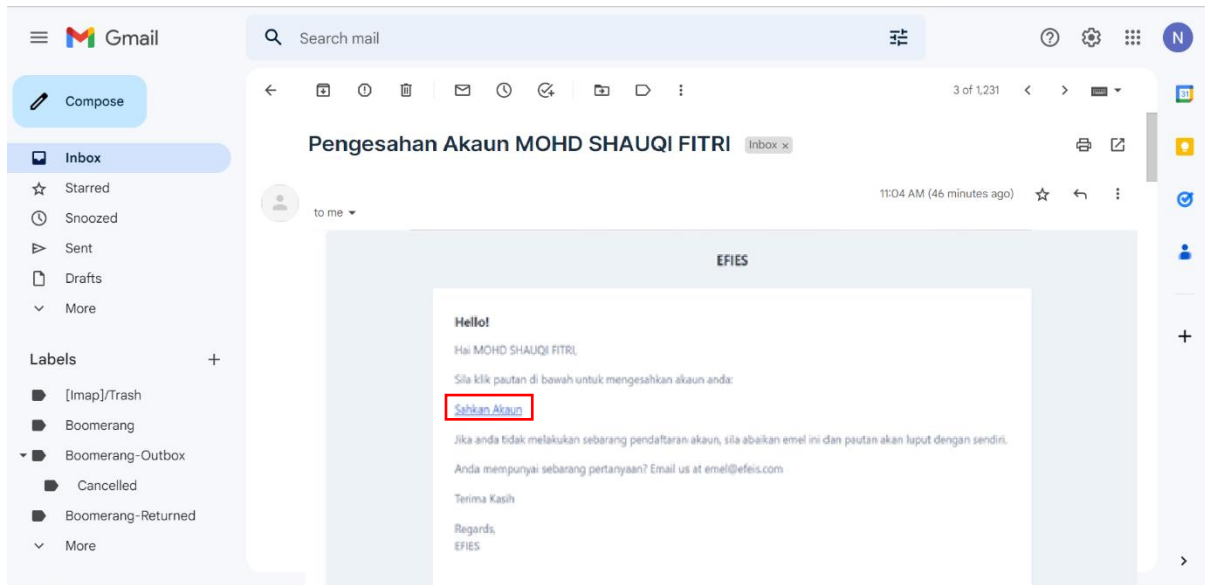 Gmail
Search mail
N
Compose
3 of 1,231
31
Pengesahan Akaun MOHD SHAUQI FITRI Inbox x
Inbox
Starred
11:04 AM (46 minutes ago)
Snoozed
to me
Sent
Drafts
More
EFIES
Hello!
Hai MOHD SHAUQI FITRI,
Sila klik pautan di bawah untuk mengesahkan akaun anda:
Sahkan Akaun
Jika anda tidak melakukan sebarang pendaftaran akaun, sila abaikan emel ini dan pautan akan luput dengan sendiri.
Anda mempunyai sebarang pertanyaan? Email us at emel@efeis.com
Terima Kasih
Regards,
EFIES
Labels
[Imap]/Trash
Boomerang
Boomerang-Outbox
Cancelled
Boomerang-Returned
More